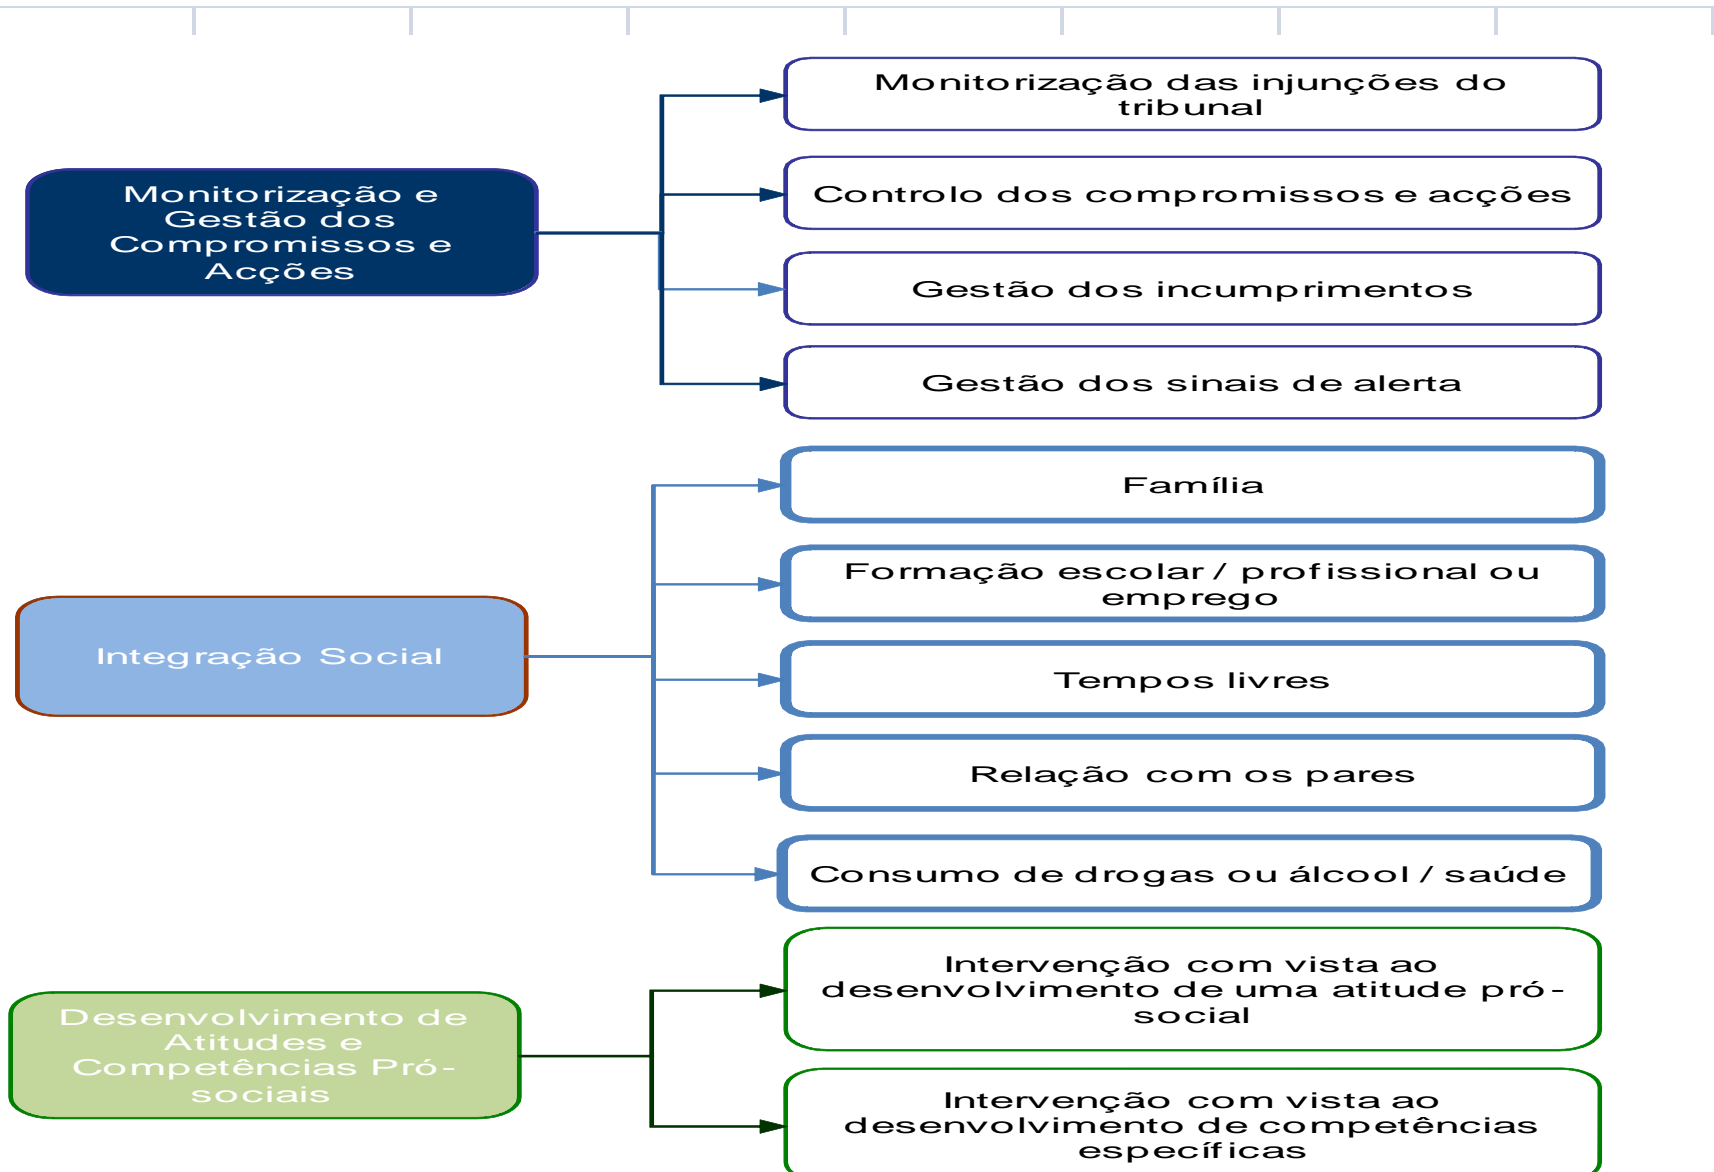 Monitorização e
Gestão dos
Compromissos e
Acções
Monitorização das injunções do
tribunal
Controlo dos compromissos e acções
Gestão dos incumprimentos
Gestão dos sinais de alerta
Integração Social
Família
Formação escolar / profissional ou
emprego
Tempos livres
Relação com os pares
Consumo de drogas ou álcool / saúde
Desenvolvimento de
Atitudes e
Competências Pró-
sociais
Intervenção com vista ao
desenvolvimento de uma atitude pró-
social
Intervenção com vista ao
desenvolvimento de competências
específicas